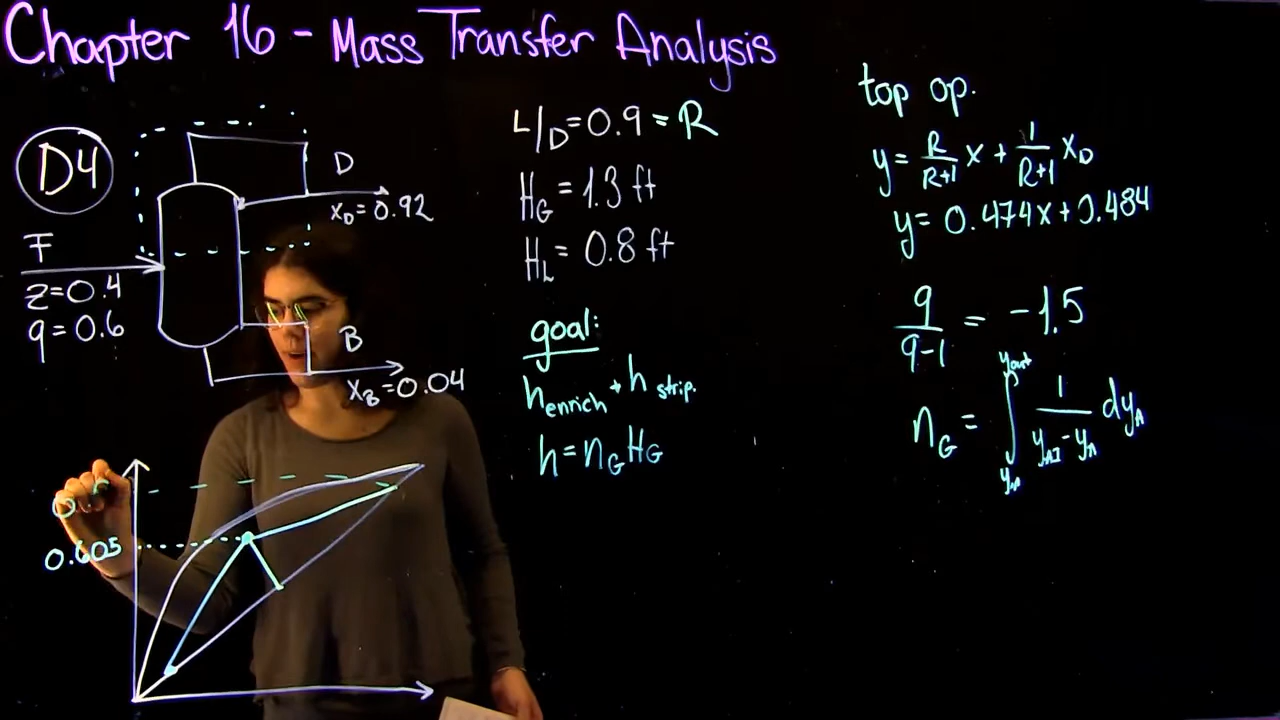 Chapter 16 - Mass Transfer Analysis
D4
F
z=0.4
q=0.6
D
x_D=0.92
B
x_B=0.04
0.605
L/D=0.9=R
H_G=1.3 ft
H_L=0.8 ft
goal:
h_enrich + h_strip.
h=n_G H_G
top op.
y= R/R+1 x + 1/R+1 x_D
y= 0.474x+0.484
q/q-1 = -1.5
n_G = ∫ y_out 1/y_AI-y_A dy_A